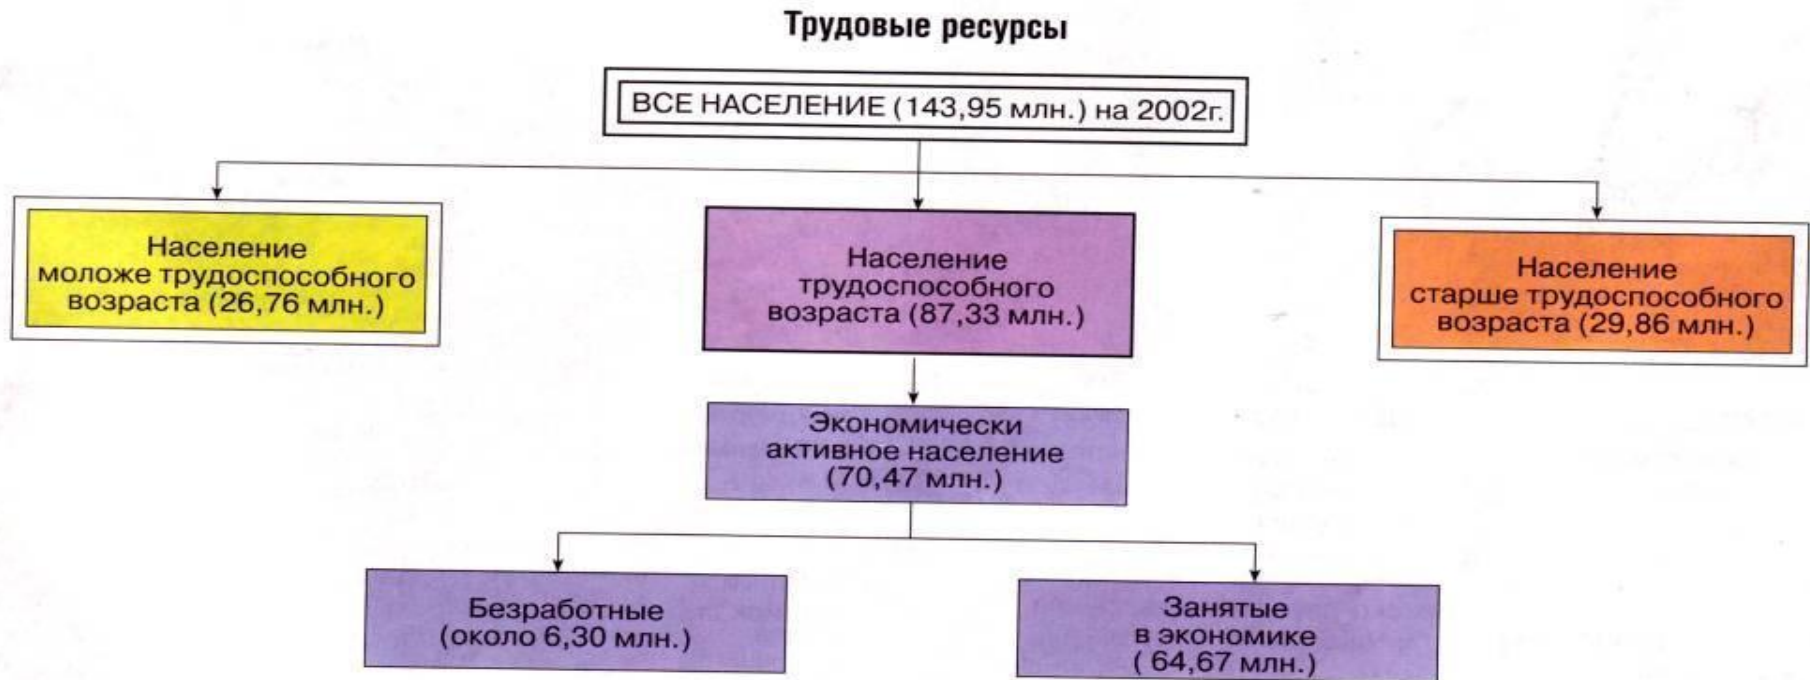 Трудовые ресурсы
ВСЕ НАСЕЛЕНИЕ (143,95 млн.) на 2002г.
Население
моложе трудоспособного
возраста (26,76 млн.)
Население
трудоспособного
возраста (87,33 млн.)
Население
старше трудоспособного
возраста (29,86 млн.)
Экономически
активное население
(70,47 млн.)
Безработные
(около 6,30 млн.)
Занятые
в экономике
( 64,67 млн.)